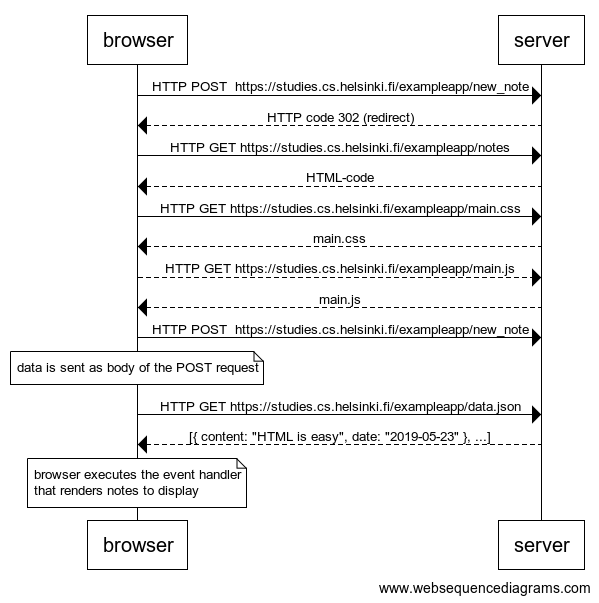 browser server
HTTP POST  https://studies.cs.helsinki.fi/exampleapp/new_note
HTTP code 302 (redirect)
HTTP GET https://studies.cs.helsinki.fi/exampleapp/notes
HTML-code
HTTP GET https://studies.cs.helsinki.fi/exampleapp/main.css
main.css
HTTP GET https://studies.cs.helsinki.fi/exampleapp/main.js
main.js
HTTP POST  https://studies.cs.helsinki.fi/exampleapp/new_note
data is sent as body of the POST request
HTTP GET https://studies.cs.helsinki.fi/exampleapp/data.json
[{ content: "HTML is easy", date: "2019-05-23" }, ...]
browser executes the event handler
that renders notes to display
browser server
www.websequencediagrams.com